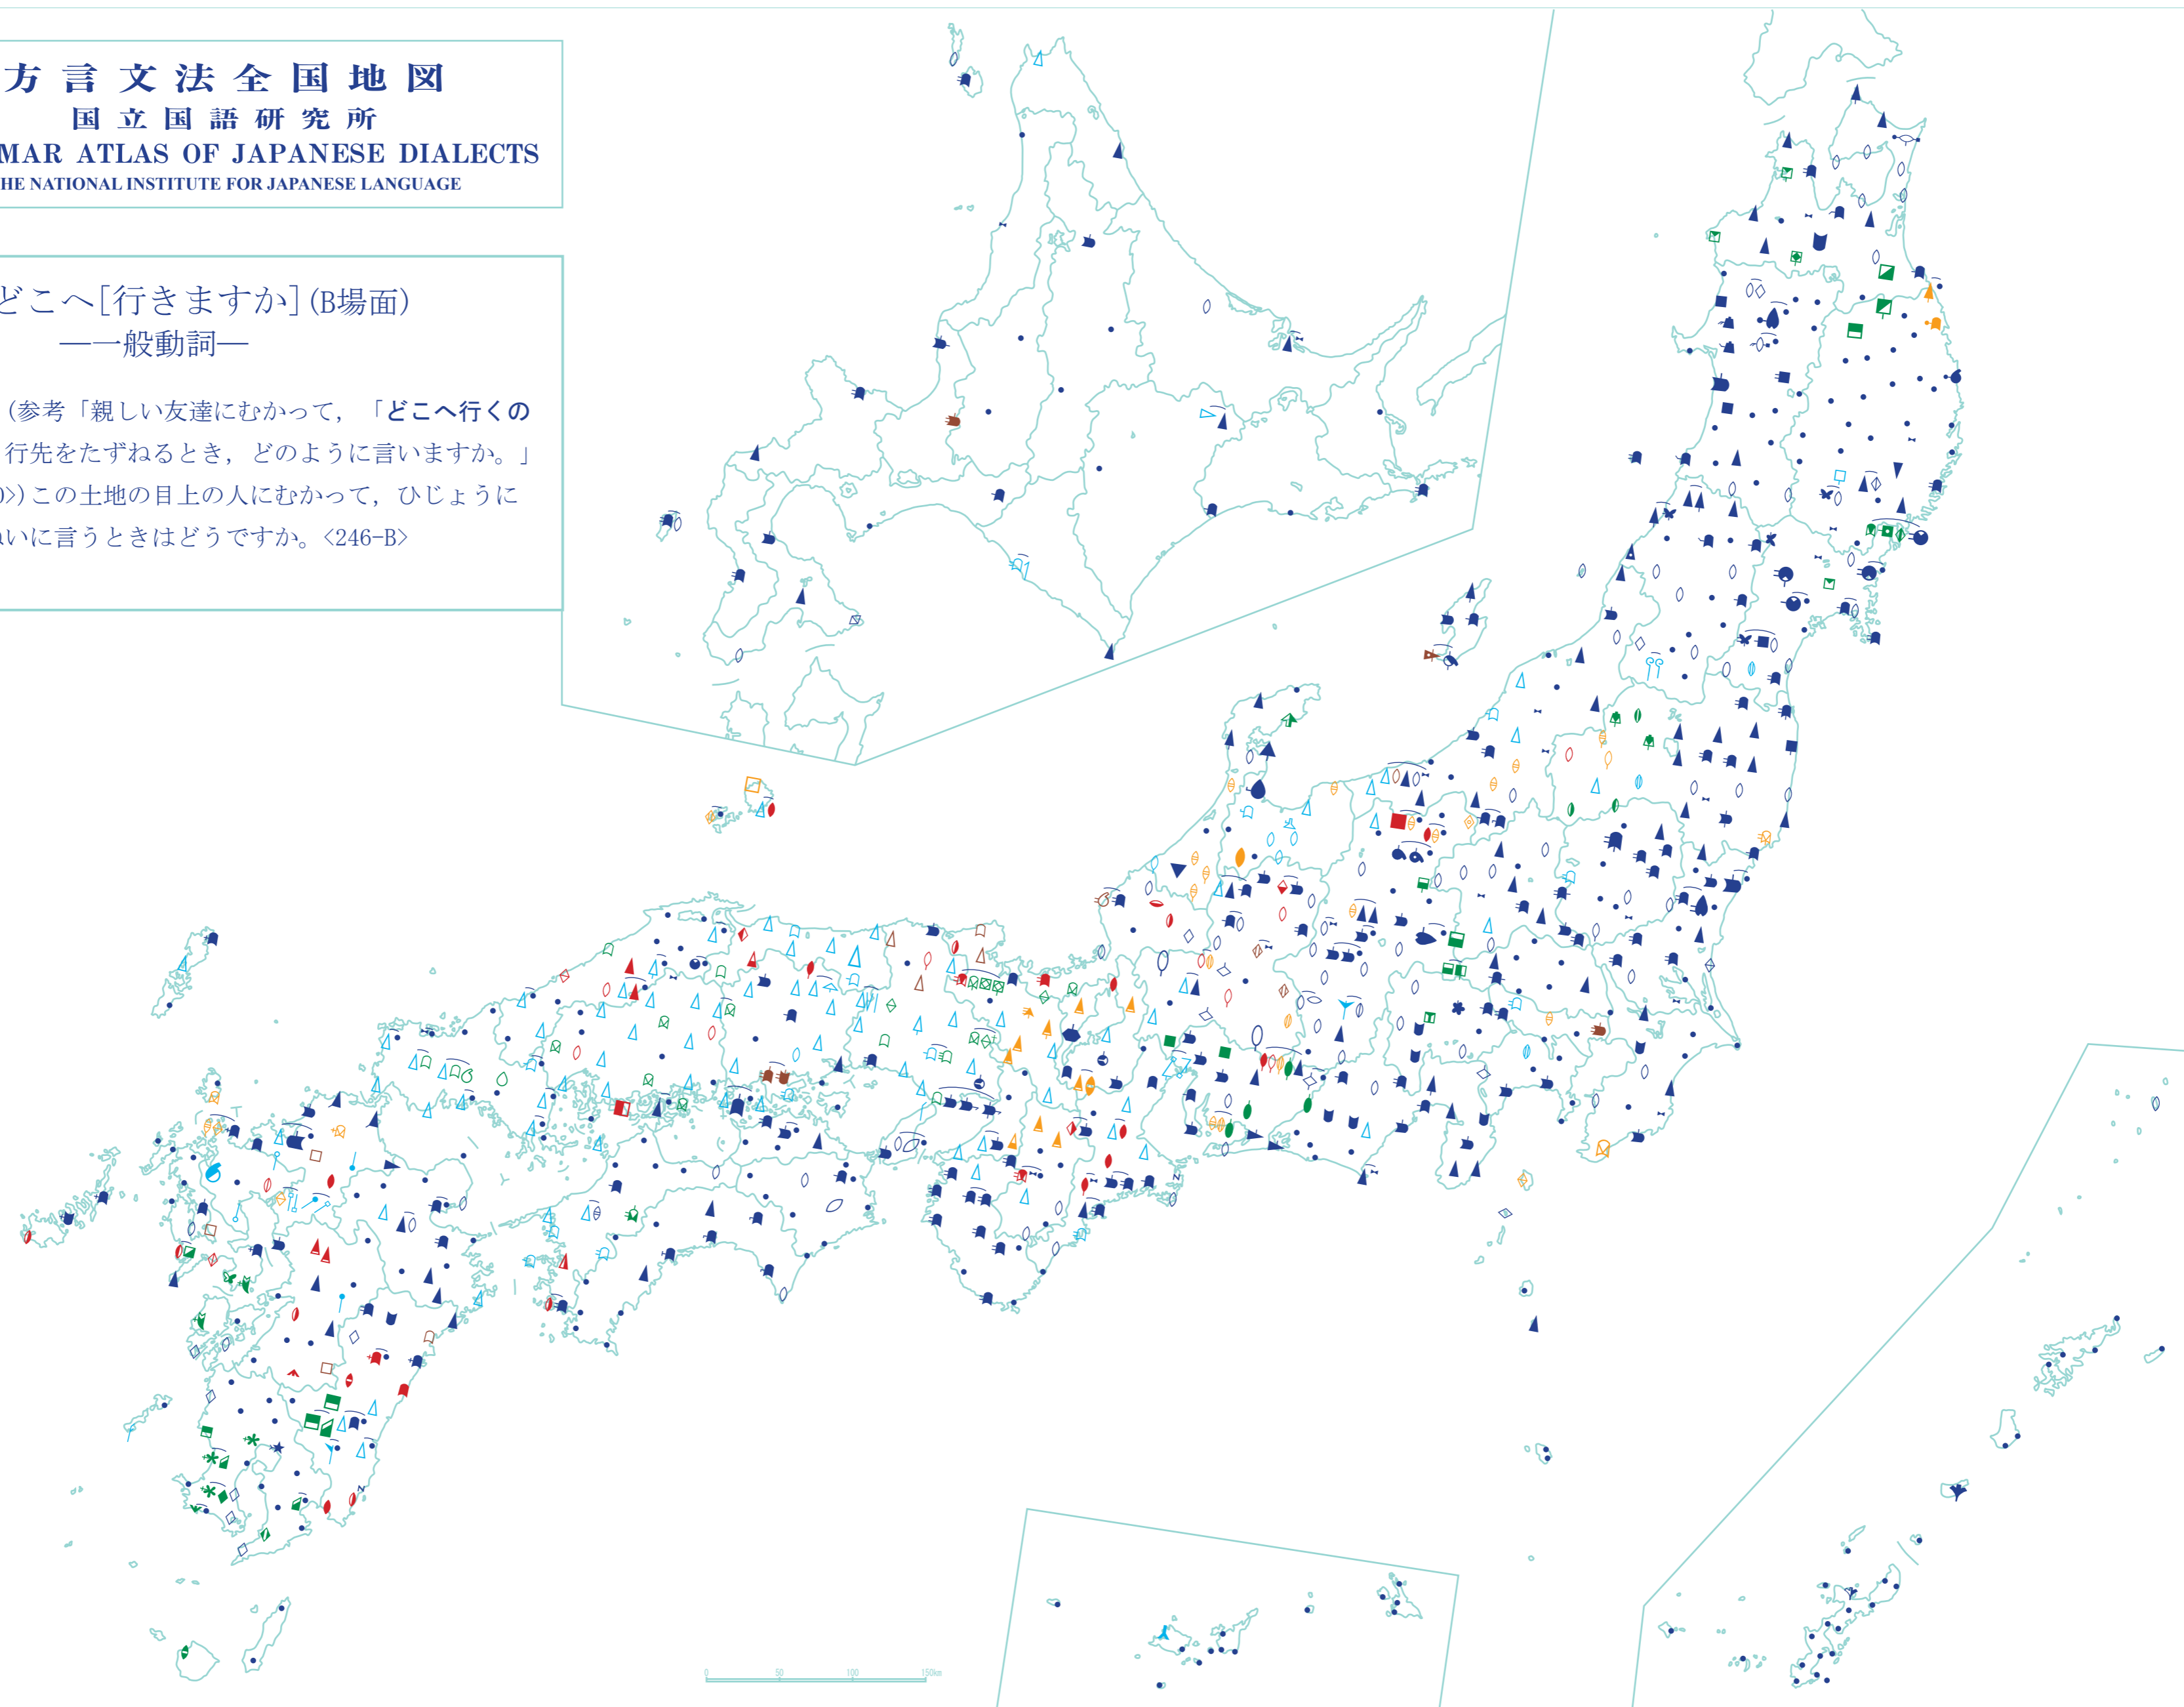 方言文法全国地図
国立国語研究所
MAR ATLAS OF JAPANESE DIALECTS
HE NATIONAL INSTITUTE FOR JAPANESE LANGUAGE
どこへ[行きますか](B場面)
―一般動詞―
(参考「親しい友達にむかって，「どこへ行くの
行先をたずねるとき，どのように言いますか。」
0>)この土地の目上の人にむかって，ひじょうに
いに言うときはどうですか。<246-B>
0 50 100 150km